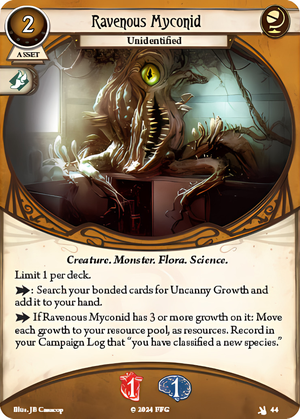 2
Ravenous Myconid
Unidentified
ASSET
Creature. Monster. Flora. Science.
Limit 1 per deck.
: Search your bonded cards for Uncanny Growth and
add it to your hand.
If Ravenous Myconid has 3 or more growth on it: Move
each growth to your resource pool, as resources. Record in
your Campaign Log that “you have classified a new species.”
1 1
Illus. JB Casacop © 2024 FFG 44